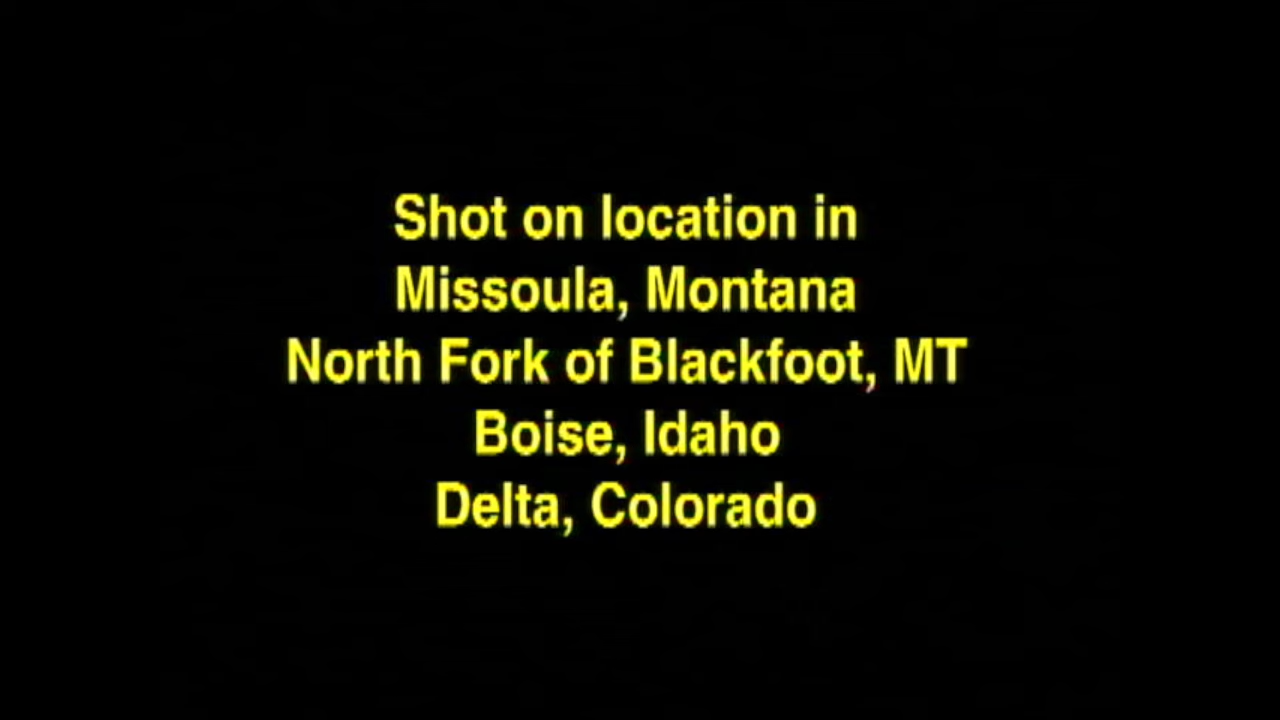 Shot on location in
Missoula, Montana
North Fork of Blackfoot, MT
Boise, Idaho
Delta, Colorado